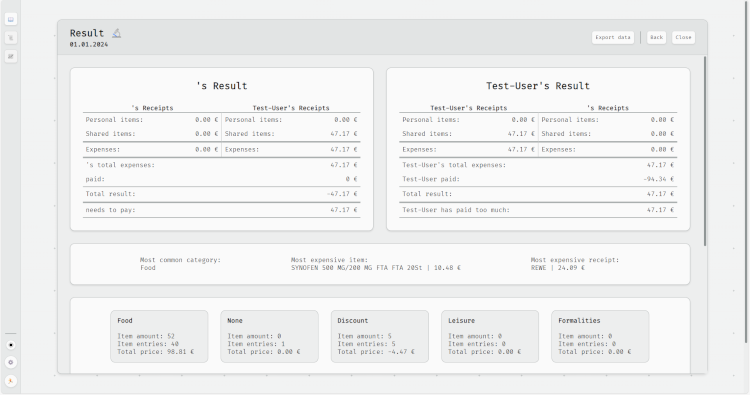 Result
01.01.2024
Export data
Back
Close
's Result
's Receipts Test-User's Receipts
Personal items: 0.00 € Personal items: 0.00 €
Shared items: 0.00 € Shared items: 47.17 €
Expenses: 0.00 € Expenses: 47.17 €
's total expenses: 47.17 €
paid: 0 €
Total result: -47.17 €
needs to pay: 47.17 €
Test-User's Result
Test-User's Receipts 's Receipts
Personal items: 0.00 € Personal items: 0.00 €
Shared items: 47.17 € Shared items: 0.00 €
Expenses: 47.17 € Expenses: 0.00 €
Test-User's total expenses: 47.17 €
Test-User paid: -94.34 €
Total result: 47.17 €
Test-User has paid too much: 47.17 €
Most common category:
Food
Most expensive item:
SYNOFEN 500 MG/200 MG FTA FTA 20St | 10.48 €
Most expensive receipt:
REWE | 24.09 €
Food
Item amount: 52
Item entries: 40
Total price: 98.81 €
None
Item amount: 0
Item entries: 1
Total price: 0.00 €
Discount
Item amount: 5
Item entries: 5
Total price: -4.47 €
Leisure
Item amount: 0
Item entries: 0
Total price: 0.00 €
Formalities
Item amount: 0
Item entries: 0
Total price: 0.00 €